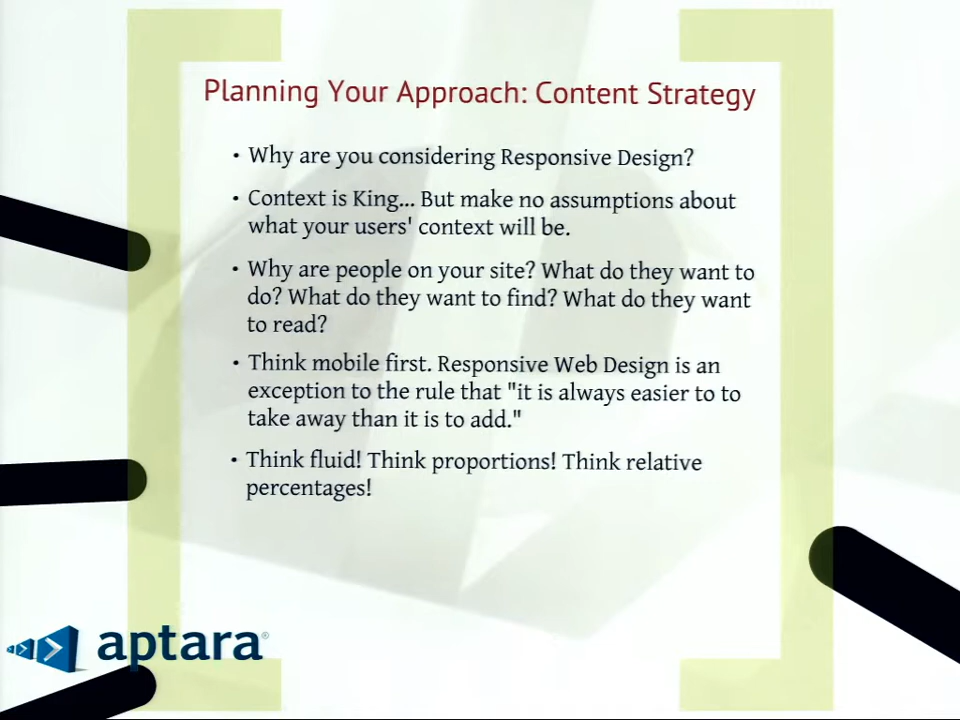 Planning Your Approach: Content Strategy
• Why are you considering Responsive Design?
• Context is King... But make no assumptions about
what your users' context will be.
• Why are people on your site? What do they want to
do? What do they want to find? What do they want
to read?
• Think mobile first. Responsive Web Design is an
exception to the rule that "it is always easier to to
take away than it is to add."
• Think fluid! Think proportions! Think relative
percentages!
aptara®